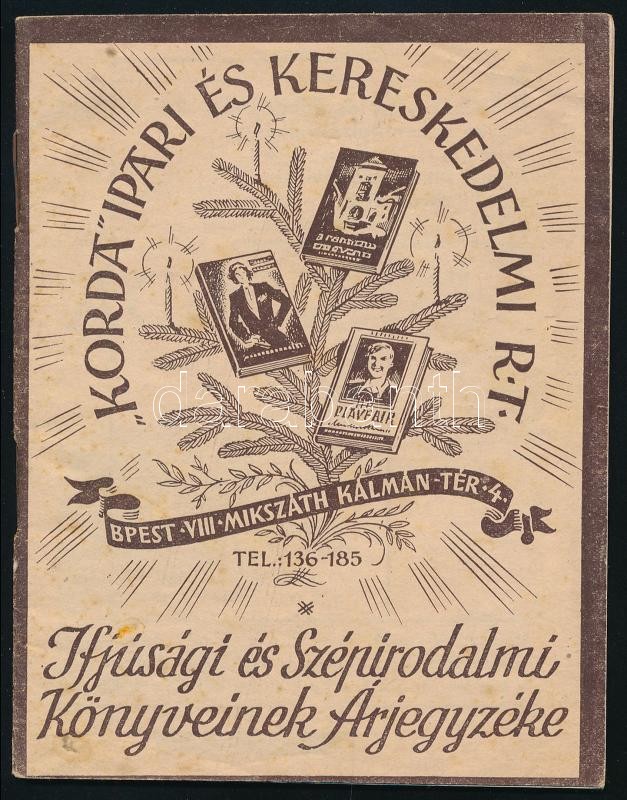 „KORDA” IPARI ÉS KERESKEDELMI R.T.
PLAYFAIR
BPEST·VIII·MIKSZÁTH KÁLMÁN-TÉR·4.
TEL.:136-185
Ifjúsági és Szépirodalmi
Könyveinek Árjegyzéke
darabanth